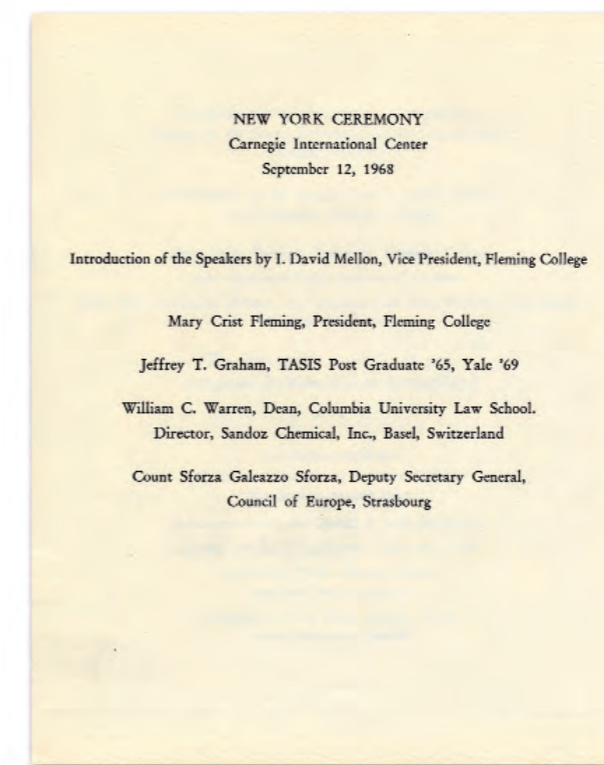 NEW YORK CEREMONY
Carnegie International Center
September 12, 1968
Introduction of the Speakers by I. David Mellon, Vice President, Fleming College
Mary Crist Fleming, President, Fleming College
Jeffrey T. Graham, TASIS Post Graduate '65, Yale '69
William C. Warren, Dean, Columbia University Law School.
Director, Sandoz Chemical, Inc., Basel, Switzerland
Count Sforza Galeazzo Sforza, Deputy Secretary General,
Council of Europe, Strasbourg